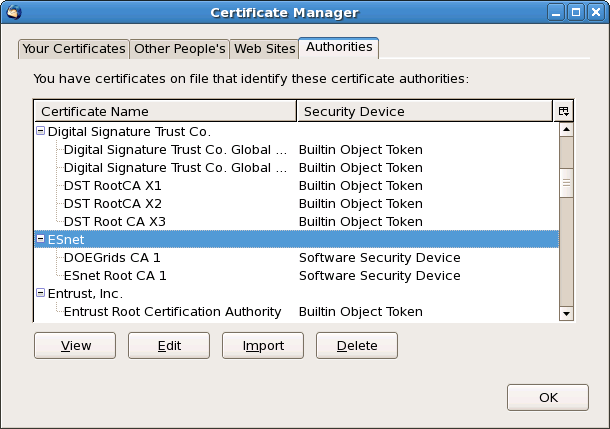 Certificate Manager
Your Certificates Other People's Web Sites Authorities
You have certificates on file that identify these certificate authorities:
Certificate Name Security Device
Digital Signature Trust Co.
Digital Signature Trust Co. Global ... Builtin Object Token
Digital Signature Trust Co. Global ... Builtin Object Token
DST RootCA X1 Builtin Object Token
DST RootCA X2 Builtin Object Token
DST Root CA X3 Builtin Object Token
ESnet
DOEGrids CA 1 Software Security Device
ESnet Root CA 1 Software Security Device
Entrust, Inc.
Entrust Root Certification Authority Builtin Object Token
View Edit Import Delete
OK